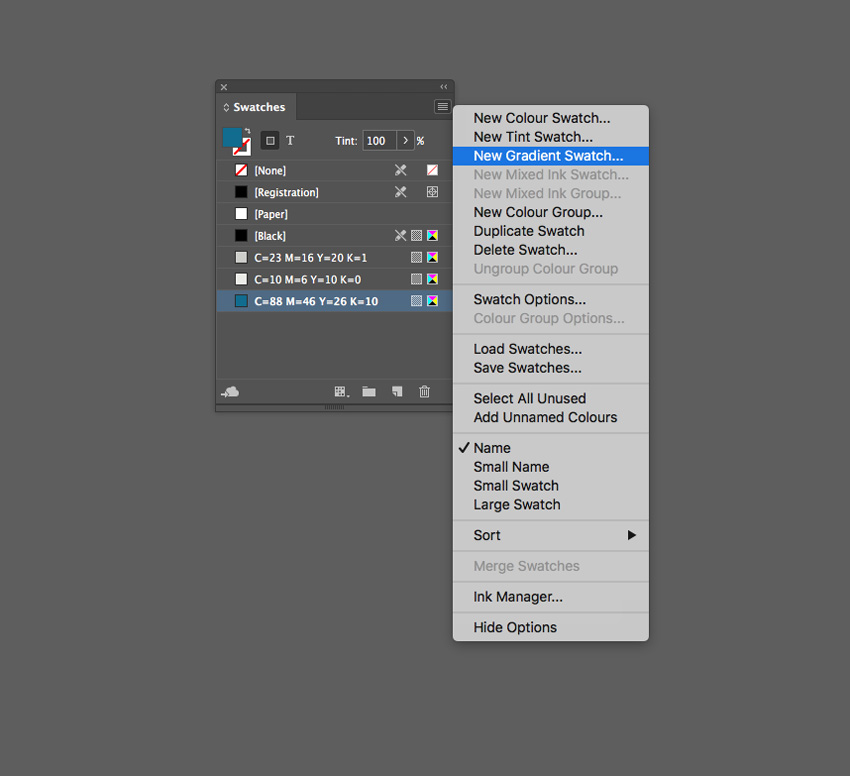 Swatches
T
Tint: 100 %
[None]
[Registration]
[Paper]
[Black]
C=23 M=16 Y=20 K=1
C=10 M=6 Y=10 K=0
C=88 M=46 Y=26 K=10
New Colour Swatch...
New Tint Swatch...
New Gradient Swatch...
New Mixed Ink Swatch...
New Mixed Ink Group...
New Colour Group...
Duplicate Swatch
Delete Swatch...
Ungroup Colour Group
Swatch Options...
Colour Group Options...
Load Swatches...
Save Swatches...
Select All Unused
Add Unnamed Colours
Name
Small Name
Small Swatch
Large Swatch
Sort
Merge Swatches
Ink Manager...
Hide Options